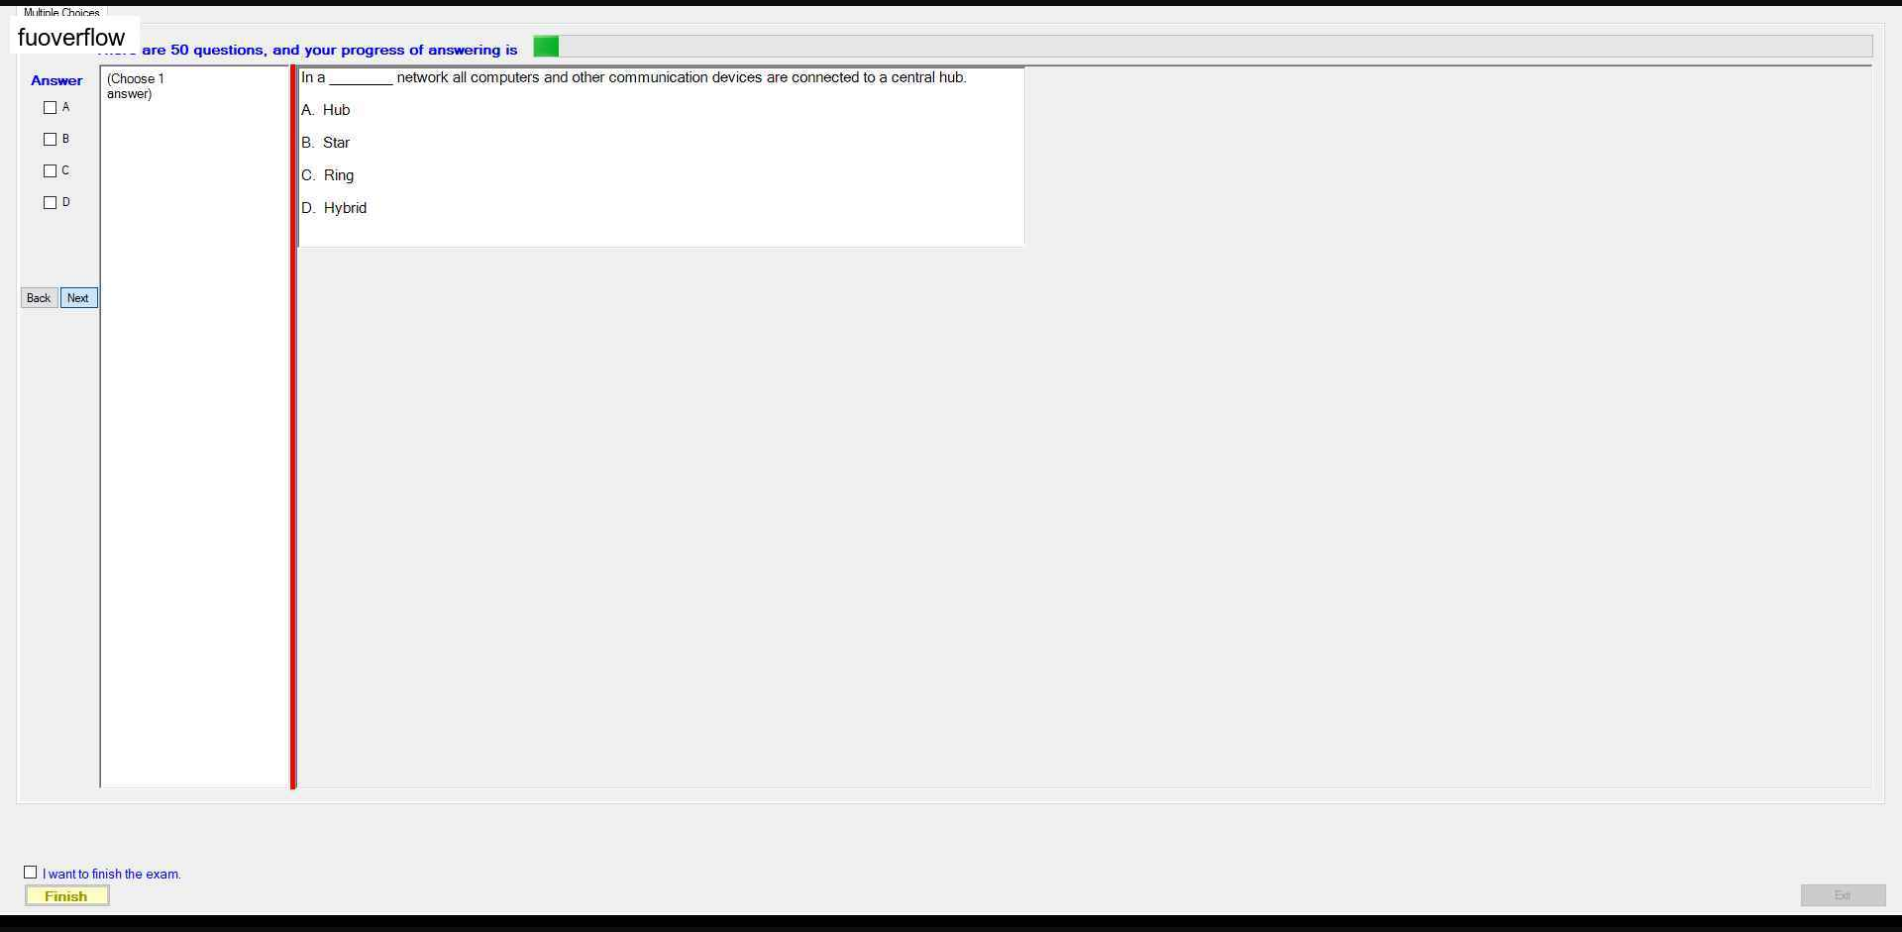 Multiple Choices
fuoverflow
are 50 questions, and your progress of answering is
Answer
(Choose 1
answer)
A
B
C
D
In a ________ network all computers and other communication devices are connected to a central hub.
A. Hub
B. Star
C. Ring
D. Hybrid
Back Next
I want to finish the exam.
Finish
Exit